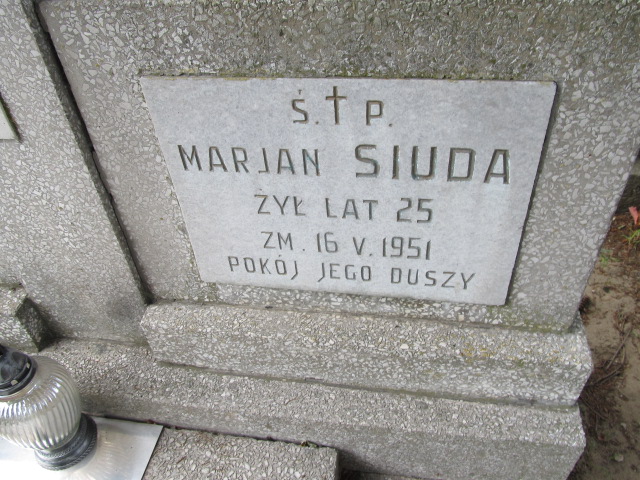 Ś.†P.
MARJAN SIUDA
ŻYŁ LAT 25
ZM. 16 V. 1951
POKÓJ JEGO DUSZY